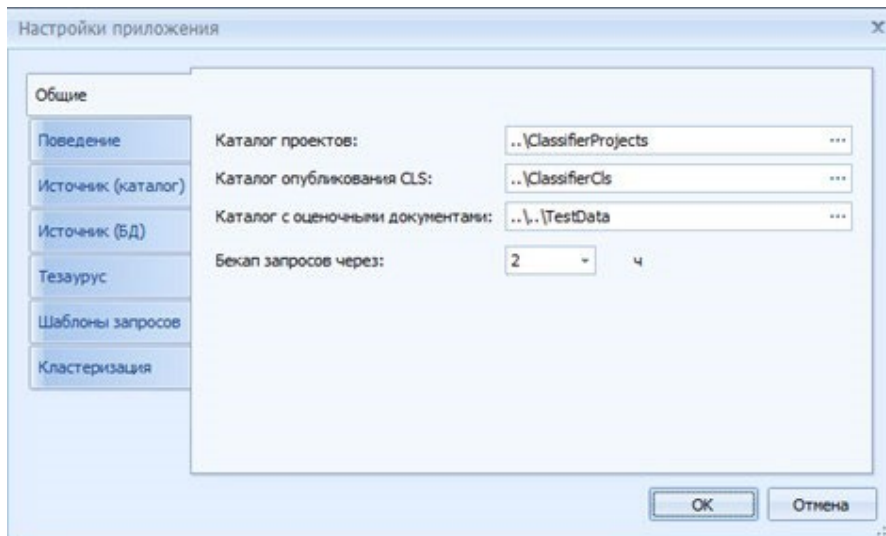 Настройки приложения
Общие
Поведение
Источник (каталог)
Источник (БД)
Тезаурус
Шаблоны запросов
Кластеризация
Каталог проектов: ..\ClassifierProjects ...
Каталог опубликования CLS: ..\ClassifierCls ...
Каталог с оценочными документами: ..\..\TestData ...
Бекап запросов через: 2 ч
OK Отмена